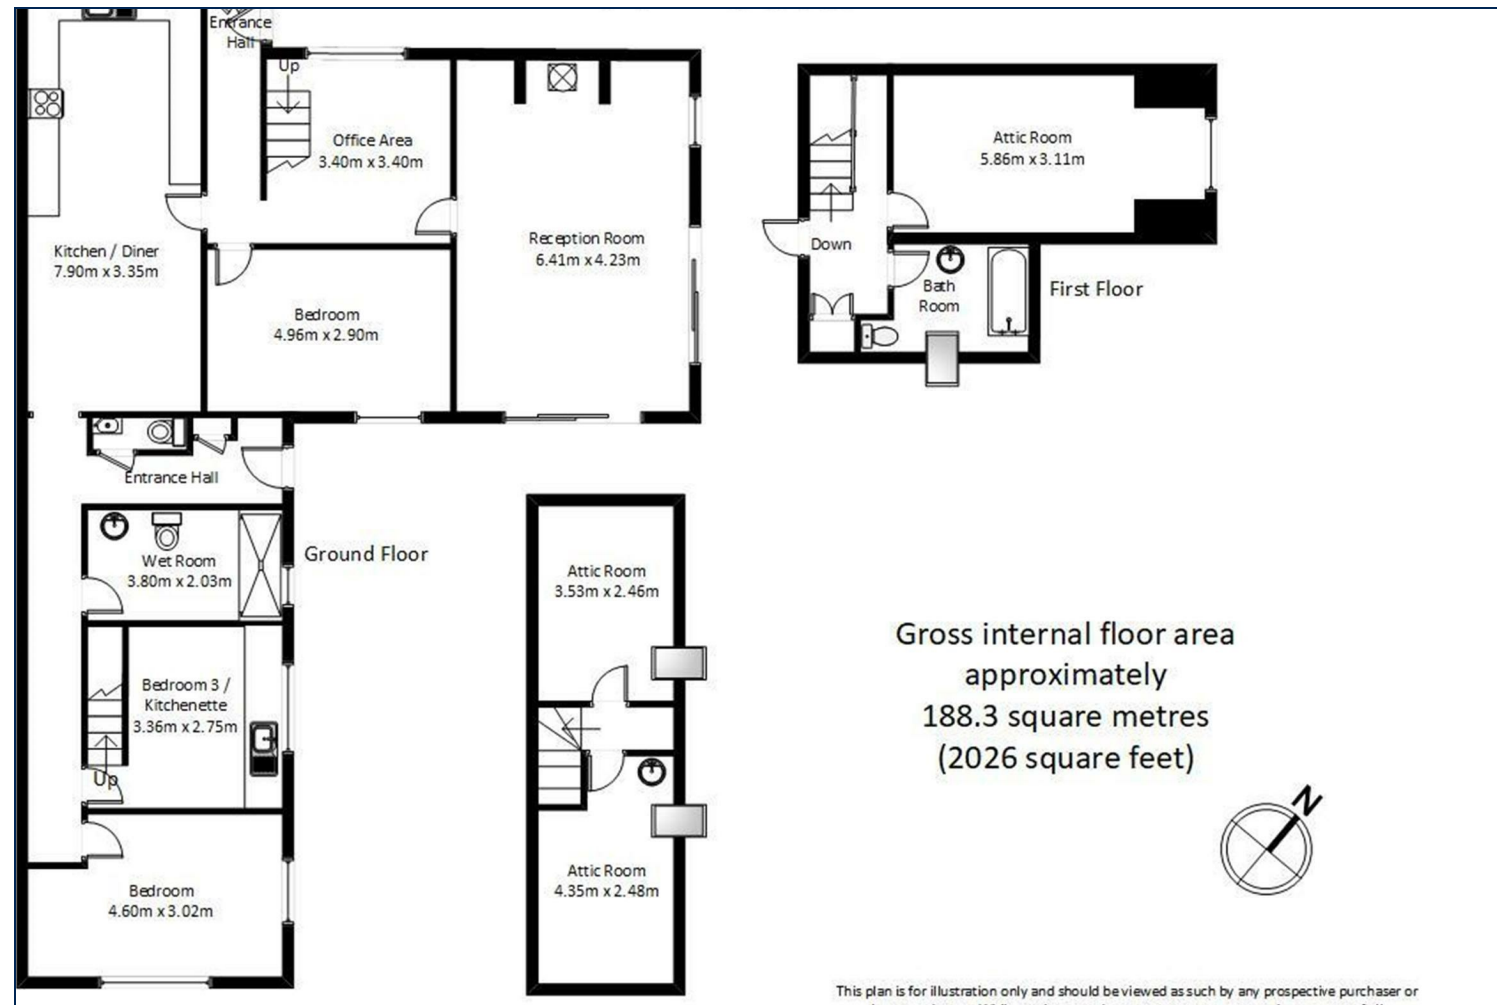 Entrance
Hall
Up
Office Area
3.40m x 3.40m
Kitchen / Diner
7.90m x 3.35m
Reception Room
6.41m x 4.23m
Bedroom
4.96m x 2.90m
Attic Room
5.86m x 3.11m
Down
Bath
Room
First Floor
Entrance Hall
Wet Room
3.80m x 2.03m
Ground Floor
Bedroom 3 /
Kitchenette
3.36m x 2.75m
Up
Bedroom
4.60m x 3.02m
Attic Room
3.53m x 2.46m
Attic Room
4.35m x 2.48m
Gross internal floor area
approximately
188.3 square metres
(2026 square feet)
N
This plan is for illustration only and should be viewed as such by any prospective purchaser or